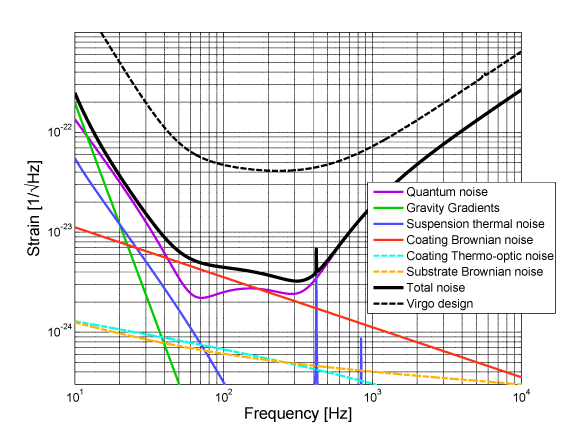 Strain [1/√Hz]
10-22
10-23
10-24
Quantum noise
Gravity Gradients
Suspension thermal noise
Coating Brownian noise
Coating Thermo-optic noise
Substrate Brownian noise
Total noise
Virgo design
10¹ 10² 10³ 10⁴
Frequency [Hz]